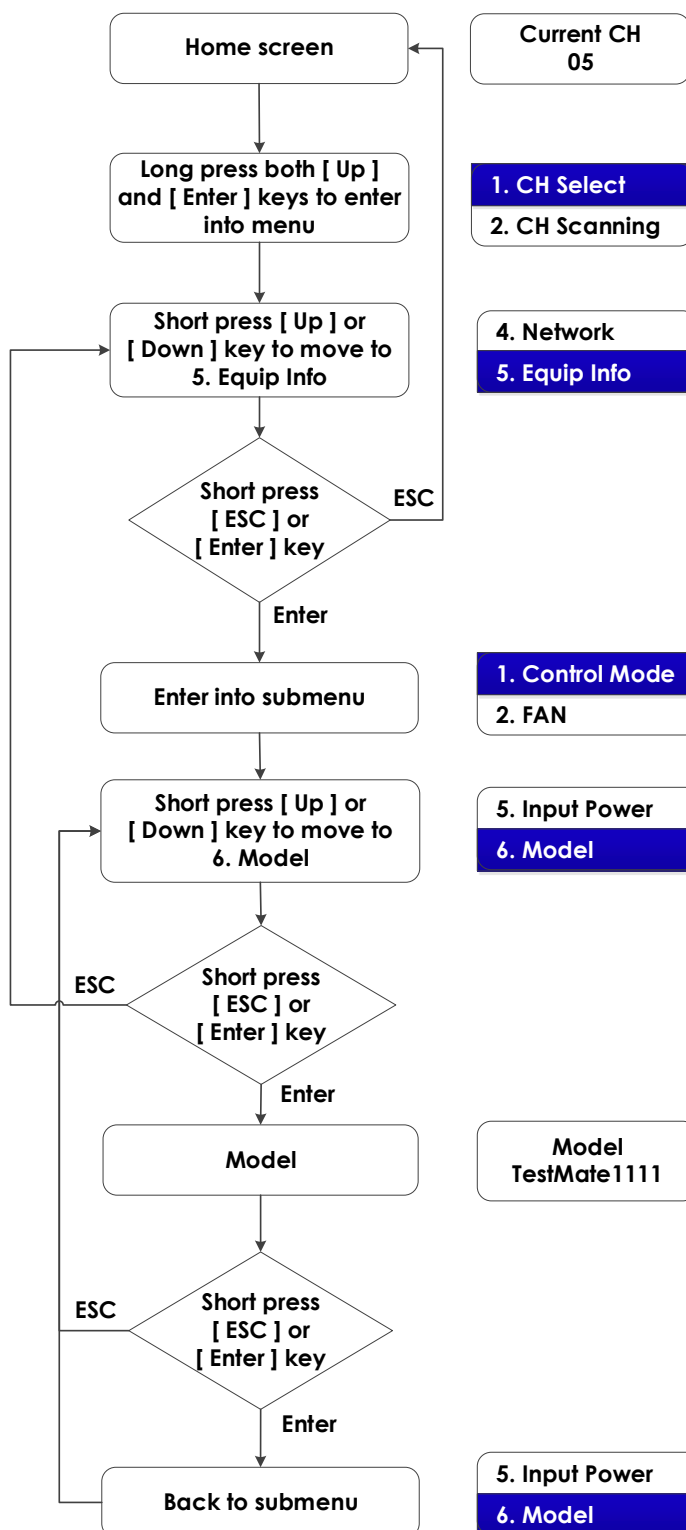 Home screen
Current CH
05
Long press both [ Up ]
and [ Enter ] keys to enter
into menu
1. CH Select
2. CH Scanning
Short press [ Up ] or
[ Down ] key to move to
5. Equip Info
4. Network
5. Equip Info
Short press
[ ESC ] or
[ Enter ] key
ESC
Enter
Enter into submenu
1. Control Mode
2. FAN
Short press [ Up ] or
[ Down ] key to move to
6. Model
5. Input Power
6. Model
ESC
Short press
[ ESC ] or
[ Enter ] key
Enter
Model
Model
TestMate1111
ESC
Short press
[ ESC ] or
[ Enter ] key
Enter
Back to submenu
5. Input Power
6. Model